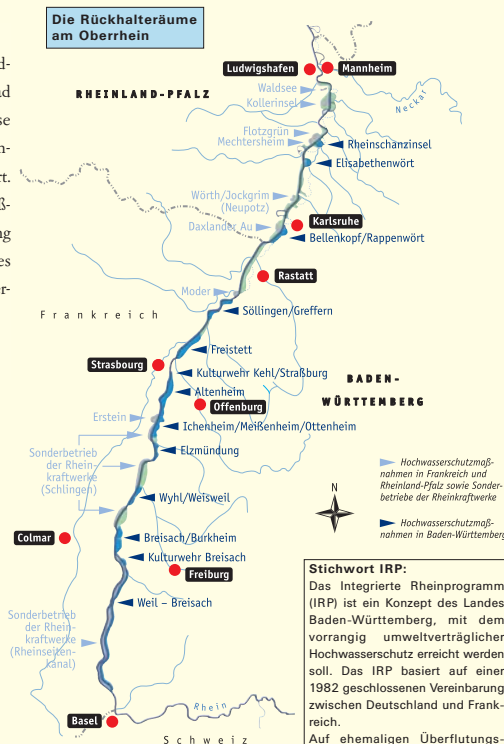 Die Rückhalteräume
am Oberrhein
d-
se
n-
rt.
ß-
ng
es
er-
Ludwigshafen
Mannheim
RHEINLAND-PFALZ
Waldsee
Kollerinsel
Neckar
Flotzgrün
Mechtersheim
Rheinschanzinsel
Elisabethenwört
Wörth/Jockgrim
(Neupotz)
Karlsruhe
Daxlander Au
Bellenkopf/Rappenwört
Rastatt
Moder
Frankreich
Söllingen/Greffern
Freistett
Strasbourg
Kulturwehr Kehl/Straßburg
BADEN-
WÜRTTEMBERG
Altenheim
Offenburg
Erstein
Ichenheim/Meißenheim/Ottenheim
Elzmündung
Sonderbetrieb
der Rhein-
kraftwerke
(Schlingen)
Hochwasserschutzmaß-
nahmen in Frankreich und
Rheinland-Pfalz sowie Sonder-
betriebe der Rheinkraftwerke
N
Wyhl/Weisweil
Hochwasserschutzmaß-
nahmen in Baden-Württemberg
Colmar
Breisach/Burkheim
Kulturwehr Breisach
Freiburg
Weil – Breisach
Sonderbetrieb
der Rhein-
kraftwerke
(Rheinseiten-
kanal)
Rhein
Basel
Schweiz
Stichwort IRP:
Das Integrierte Rheinprogramm
(IRP) ist ein Konzept des Landes
Baden-Württemberg, mit dem
vorrangig umweltverträglicher
Hochwasserschutz erreicht werden
soll. Das IRP basiert auf einer
1982 geschlossenen Vereinbarung
zwischen Deutschland und Frank-
reich.
Auf ehemaligen Überflutungs-